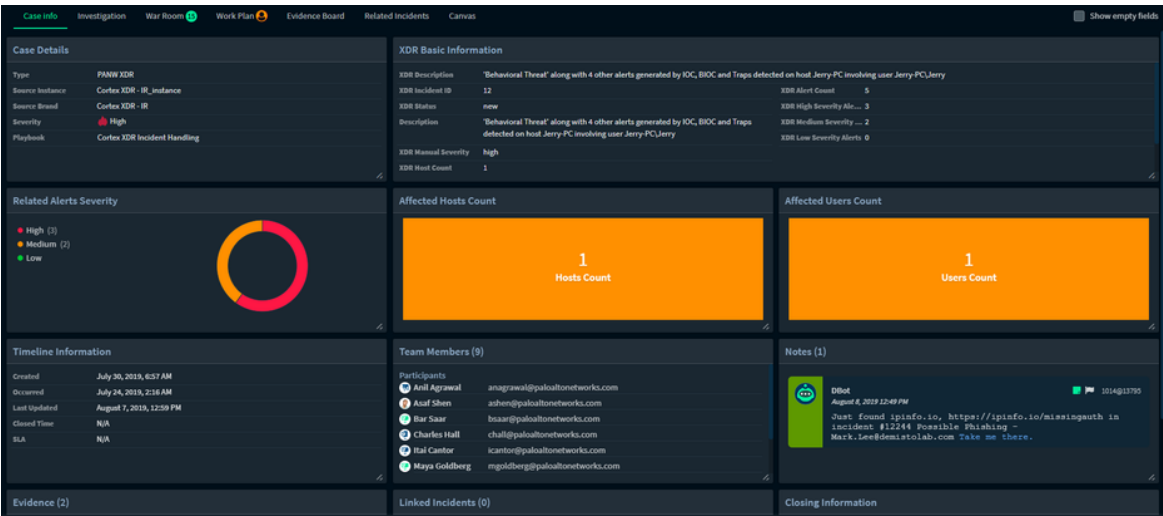 Case Info Investigation War Room 15 Work Plan Evidence Board Related Incidents Canvas Show empty fields
Case Details
Type PANW XDR
Source Instance Cortex XDR - IR_instance
Source Brand Cortex XDR - IR
Severity High
Playbook Cortex XDR Incident Handling
XDR Basic Information
XDR Description 'Behavioral Threat' along with 4 other alerts generated by IOC, BIOC and Traps detected on host Jerry-PC involving user Jerry-PC\Jerry
XDR Incident ID 12
XDR Status new
Description 'Behavioral Threat' along with 4 other alerts generated by IOC, BIOC and Traps
detected on host Jerry-PC involving user Jerry-PC\Jerry
XDR Manual Severity high
XDR Host Count 1
XDR Alert Count 5
XDR High Severity Ale... 3
XDR Medium Severity ... 2
XDR Low Severity Alerts 0
Related Alerts Severity
High (3)
Medium (2)
Low
Affected Hosts Count
1
Hosts Count
Affected Users Count
1
Users Count
Timeline Information
Created July 30, 2019, 6:57 AM
Occurred July 24, 2019, 2:16 AM
Last Updated August 7, 2019, 12:59 PM
Closed Time N/A
SLA N/A
Team Members (9)
Participants
Anil Agrawal anagrawal@paloaltonetworks.com
Asaf Shen ashen@paloaltonetworks.com
Bar Saar bsaar@paloaltonetworks.com
Charles Hall chall@paloaltonetworks.com
Itai Cantor icantor@paloaltonetworks.com
Maya Goldberg mgoldberg@paloaltonetworks.com
Notes (1)
DBot 1014@13795
August 8, 2019 12:49 PM
Just found ipinfo.io, https://ipinfo.io/missingauth in
incident #12244 Possible Phishing -
Mark.Lee@demistolab.com Take me there.
Evidence (2)
Linked Incidents (0)
Closing Information